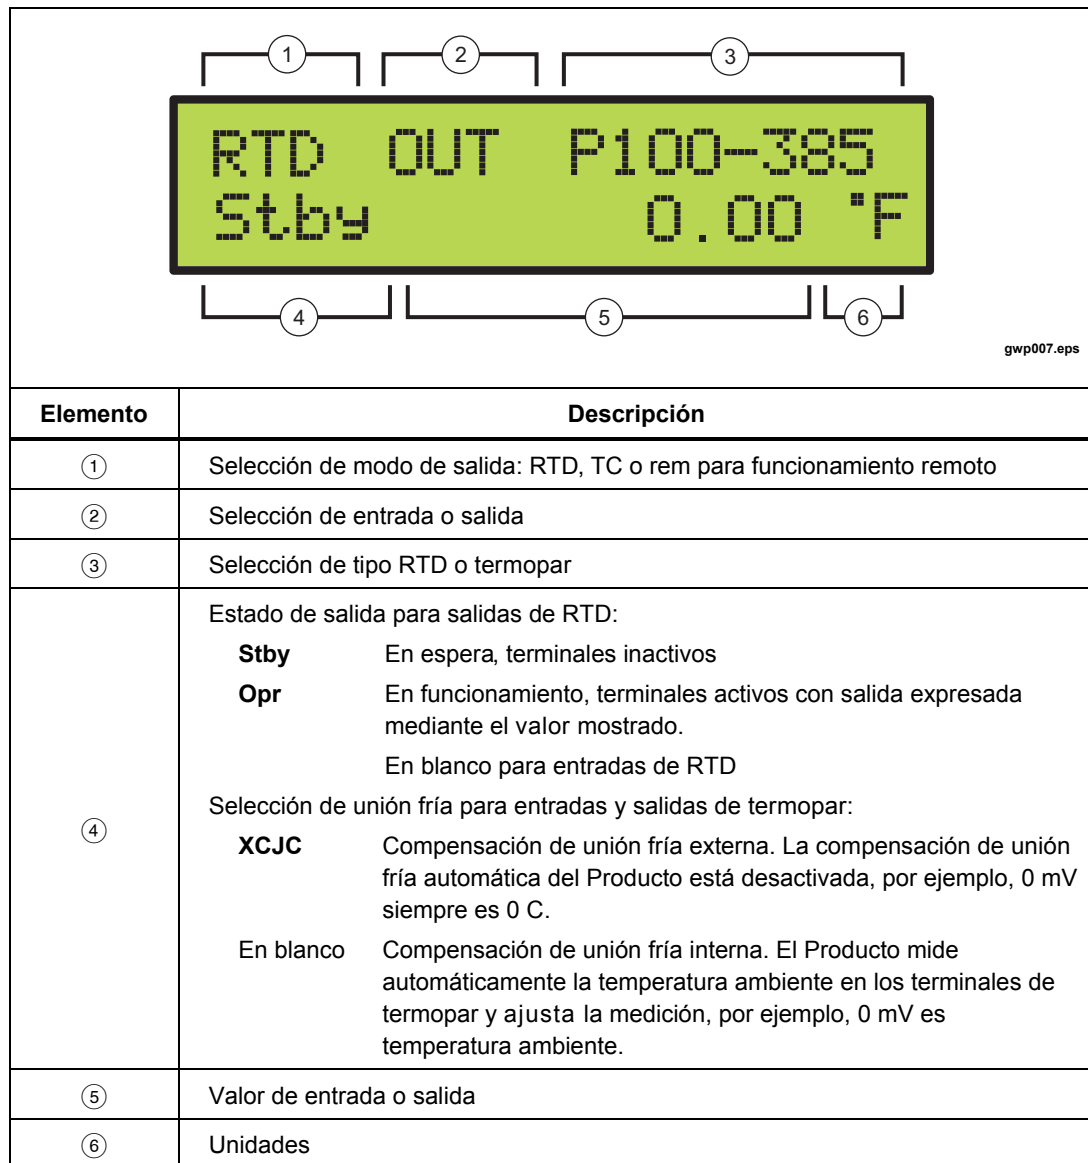 ① ② ③
RTD OUT P100-385
Stby 0.00 °F
④ ⑤ ⑥
gwp007.eps
Elemento Descripción
① Selección de modo de salida: RTD, TC o rem para funcionamiento remoto
② Selección de entrada o salida
③ Selección de tipo RTD o termopar
④
Estado de salida para salidas de RTD:
Stby En espera, terminales inactivos
Opr En funcionamiento, terminales activos con salida expresada
mediante el valor mostrado.
En blanco para entradas de RTD
Selección de unión fría para entradas y salidas de termopar:
XCJC Compensación de unión fría externa. La compensación de unión
fría automática del Producto está desactivada, por ejemplo, 0 mV
siempre es 0 C.
En blanco Compensación de unión fría interna. El Producto mide
automáticamente la temperatura ambiente en los terminales de
termopar y ajusta la medición, por ejemplo, 0 mV es
temperatura ambiente.
⑤ Valor de entrada o salida
⑥ Unidades